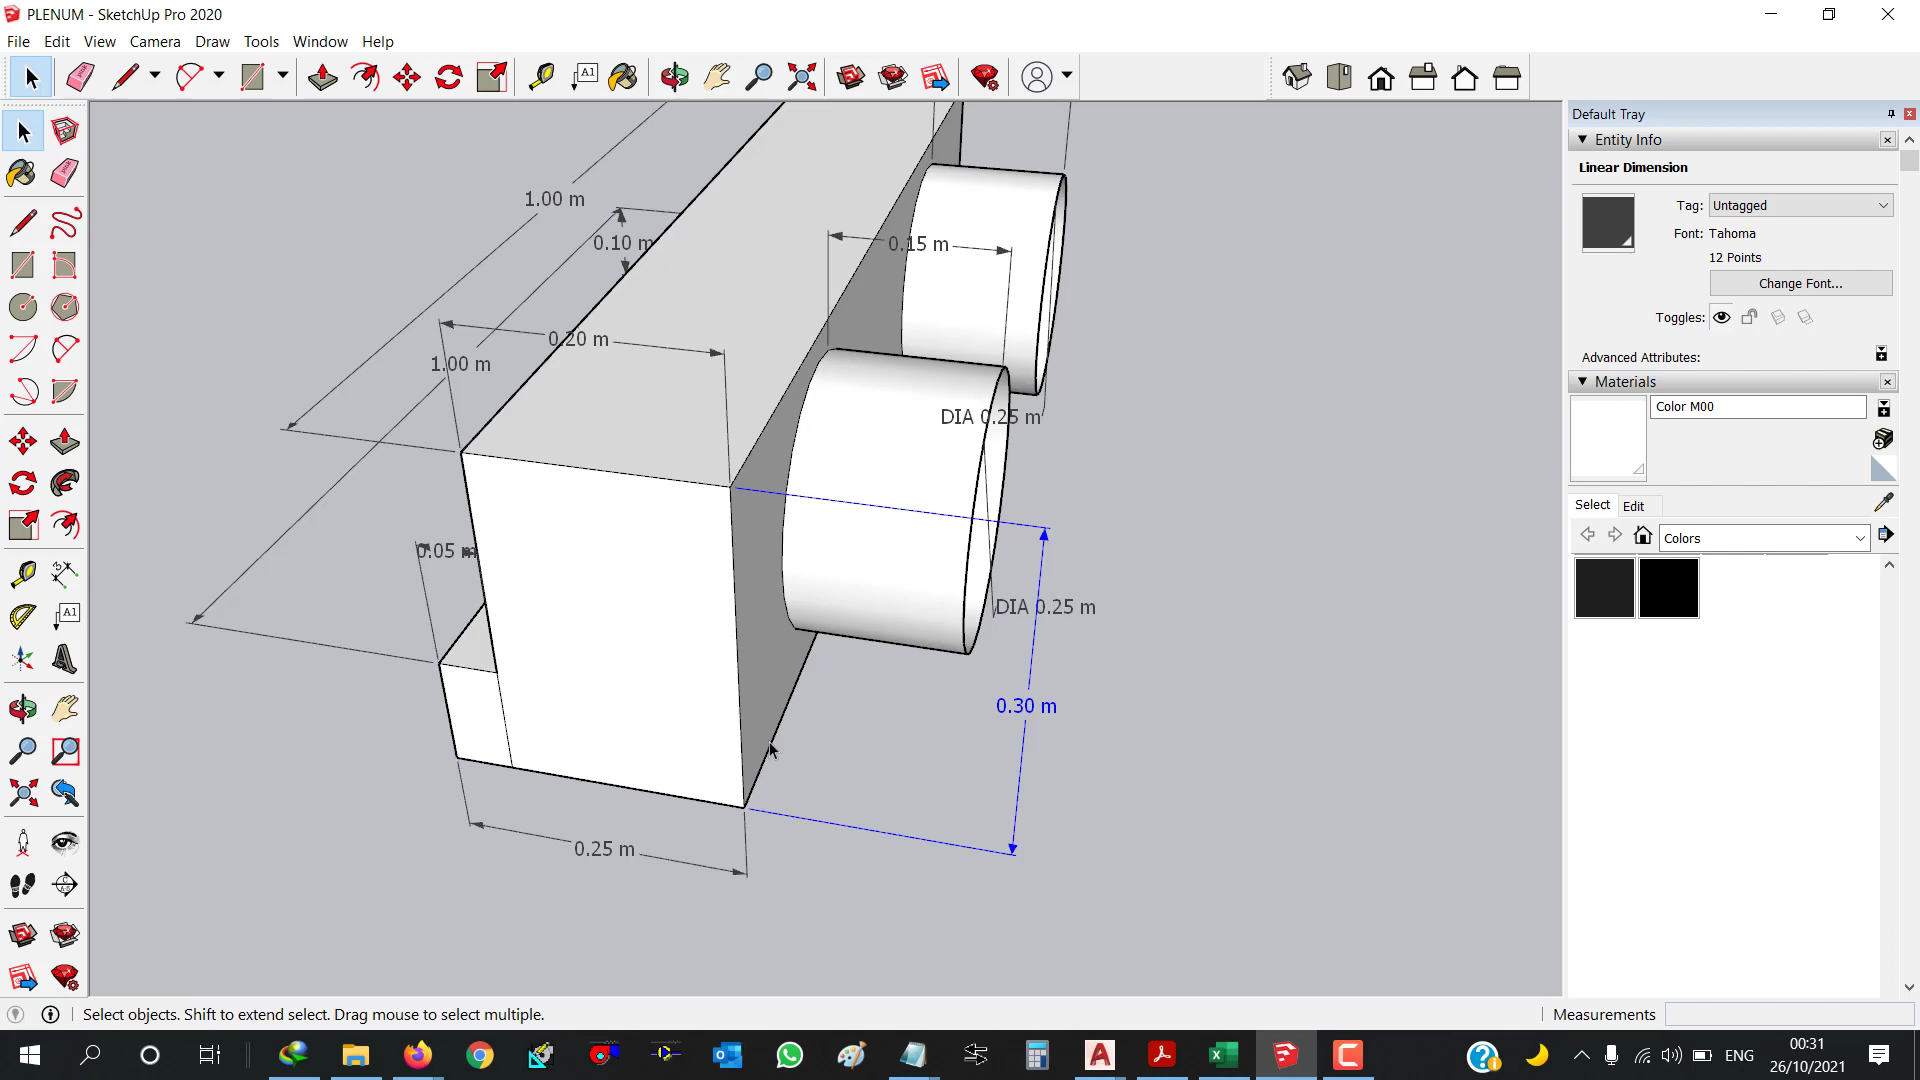 PLENUM - SketchUp Pro 2020
File Edit View Camera Draw Tools Window Help
A1
Default Tray
Entity Info
Linear Dimension
Tag: Untagged
Font: Tahoma
12 Points
Change Font...
Toggles:
Advanced Attributes:
Materials
Color M00
Select Edit
Colors
1.00 m
0.10 m
0.15 m
0.20 m
1.00 m
DIA 0.25 m
0.05 m
DIA 0.25 m
0.30 m
0.25 m
A1
Select objects. Shift to extend select. Drag mouse to select multiple.
Measurements
ENG
00:31
26/10/2021